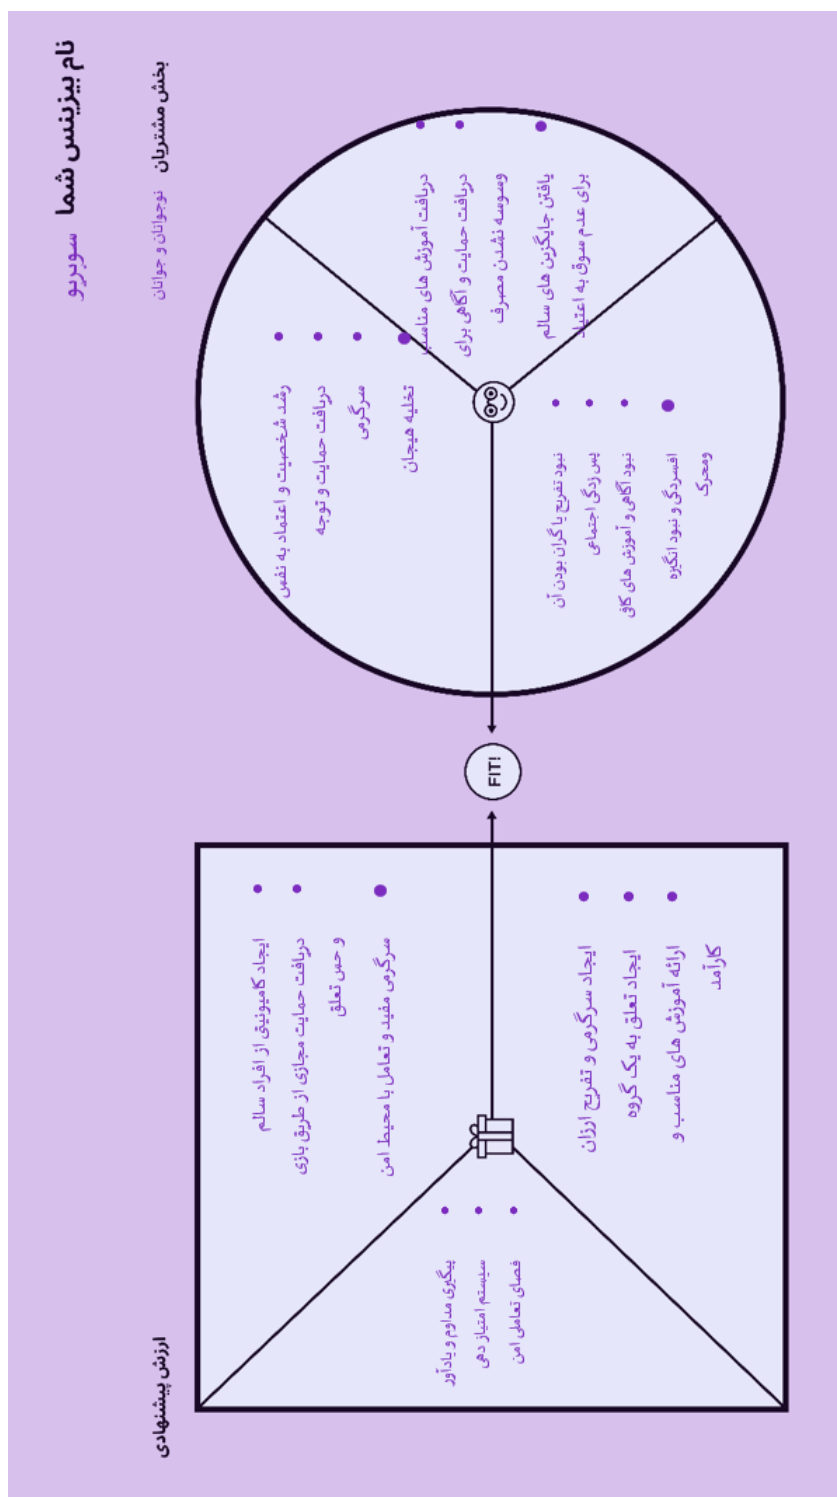 نام بیزینس شما سوبریو
بخش مشتریان نوجوانان و جوانان
ارزش پیشنهادی
ایجاد کامیونیتی از افراد سالم
دریافت حمایت مجازی از طریق بازی
و حس تعلق
سرگرمی مفید و تعامل با محیط امن
پیگیری مداوم و یادآور
سیستم امتیاز دهی
فضای تعاملی امن
ایجاد سرگرمی و تفریح ارزان
ایجاد تعلق به یک گروه
ارائه آموزش های مناسب و
کارآمد
FIT!
رشد شخصیت و اعتماد به نفس
دریافت حمایت و توجه
سرگرمی
تخلیه هیجان
دریافت آموزش های مناسب
دریافت حمایت و آگاهی برای
وسوسه نشدن مصرف
یافتن جایگزین های سالم
برای عدم سوق به اعتیاد
نبود تفریح یا گران بودن آن
پس زدگی اجتماعی
نبود آگاهی و آموزش های کافی
افسردگی و نبود انگیزه
ومحرک